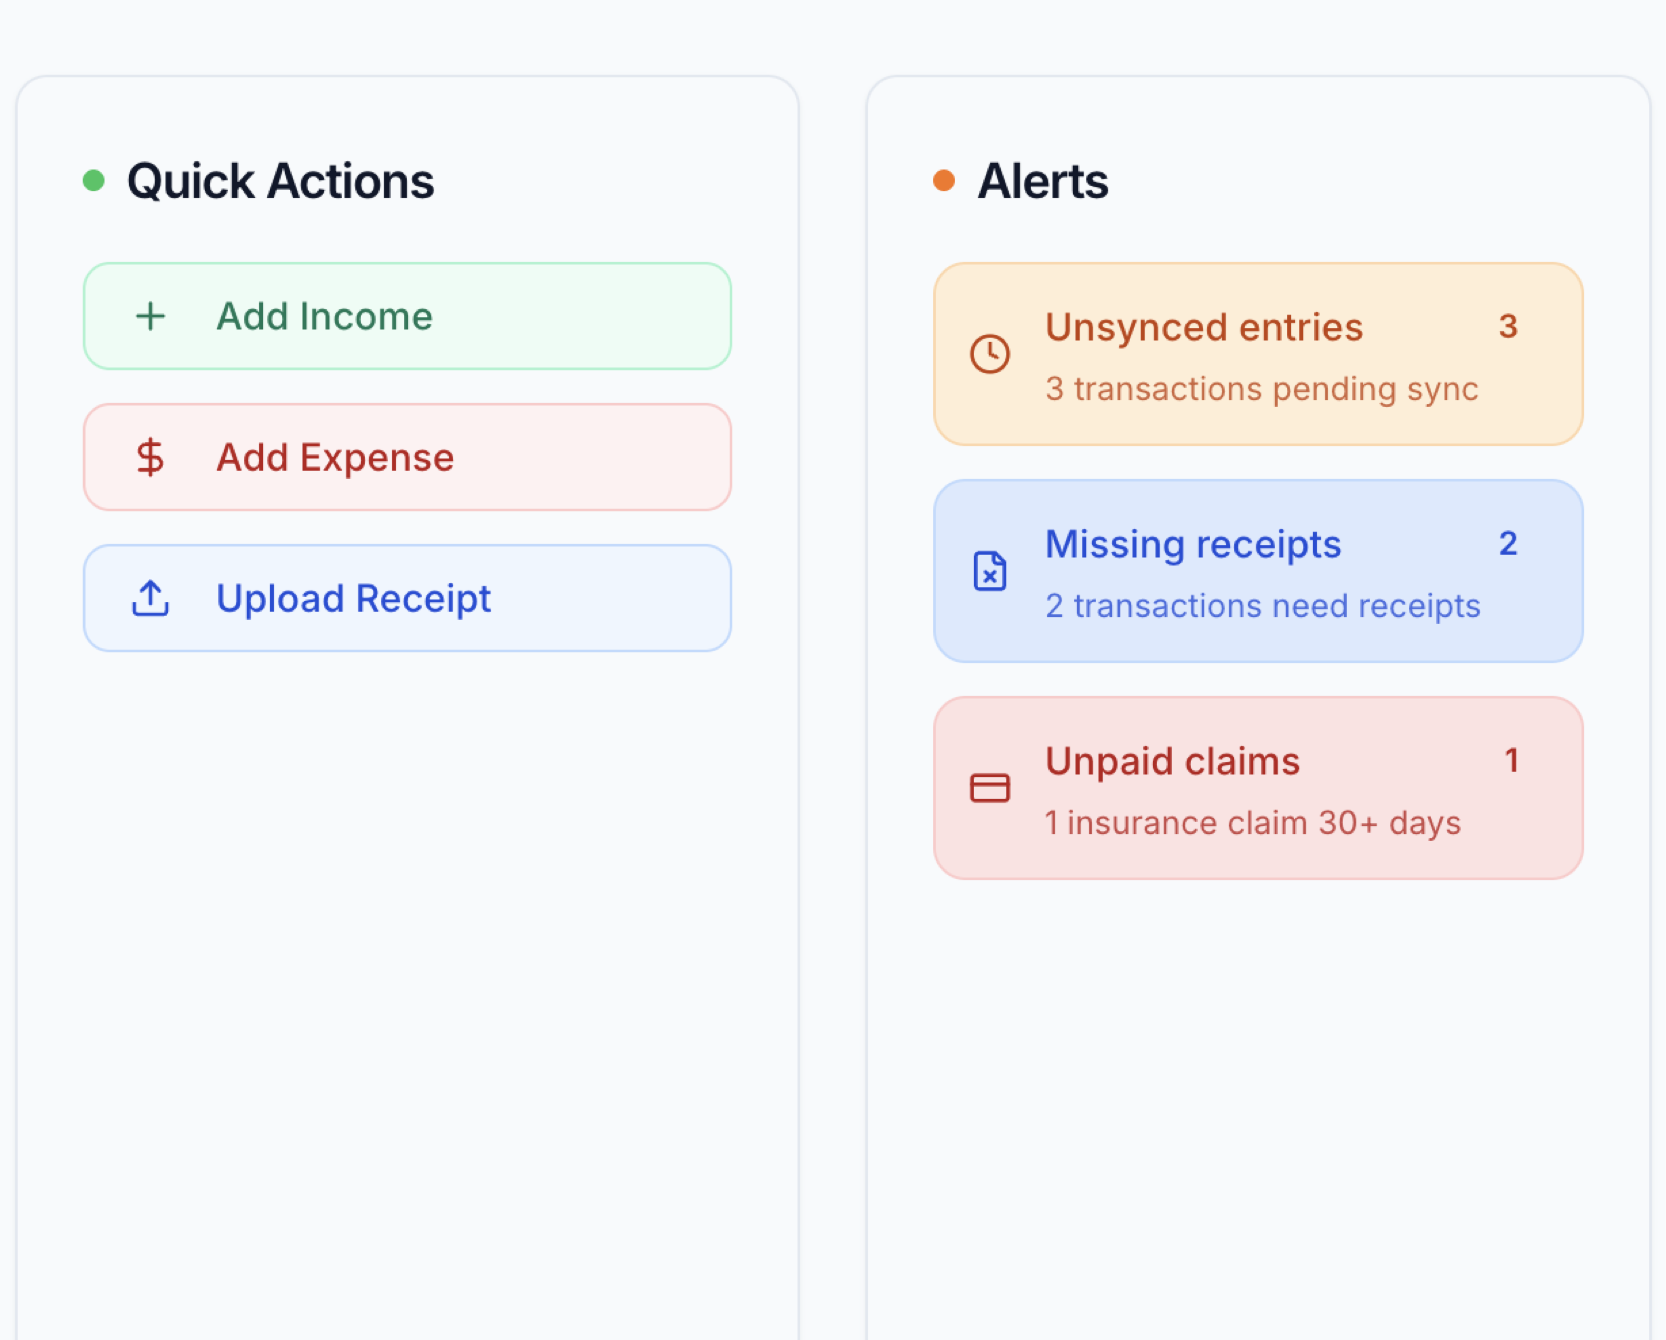 Quick Actions
Add Income
Add Expense
Upload Receipt
Alerts
Unsynced entries 3
3 transactions pending sync
Missing receipts 2
2 transactions need receipts
Unpaid claims 1
1 insurance claim 30+ days